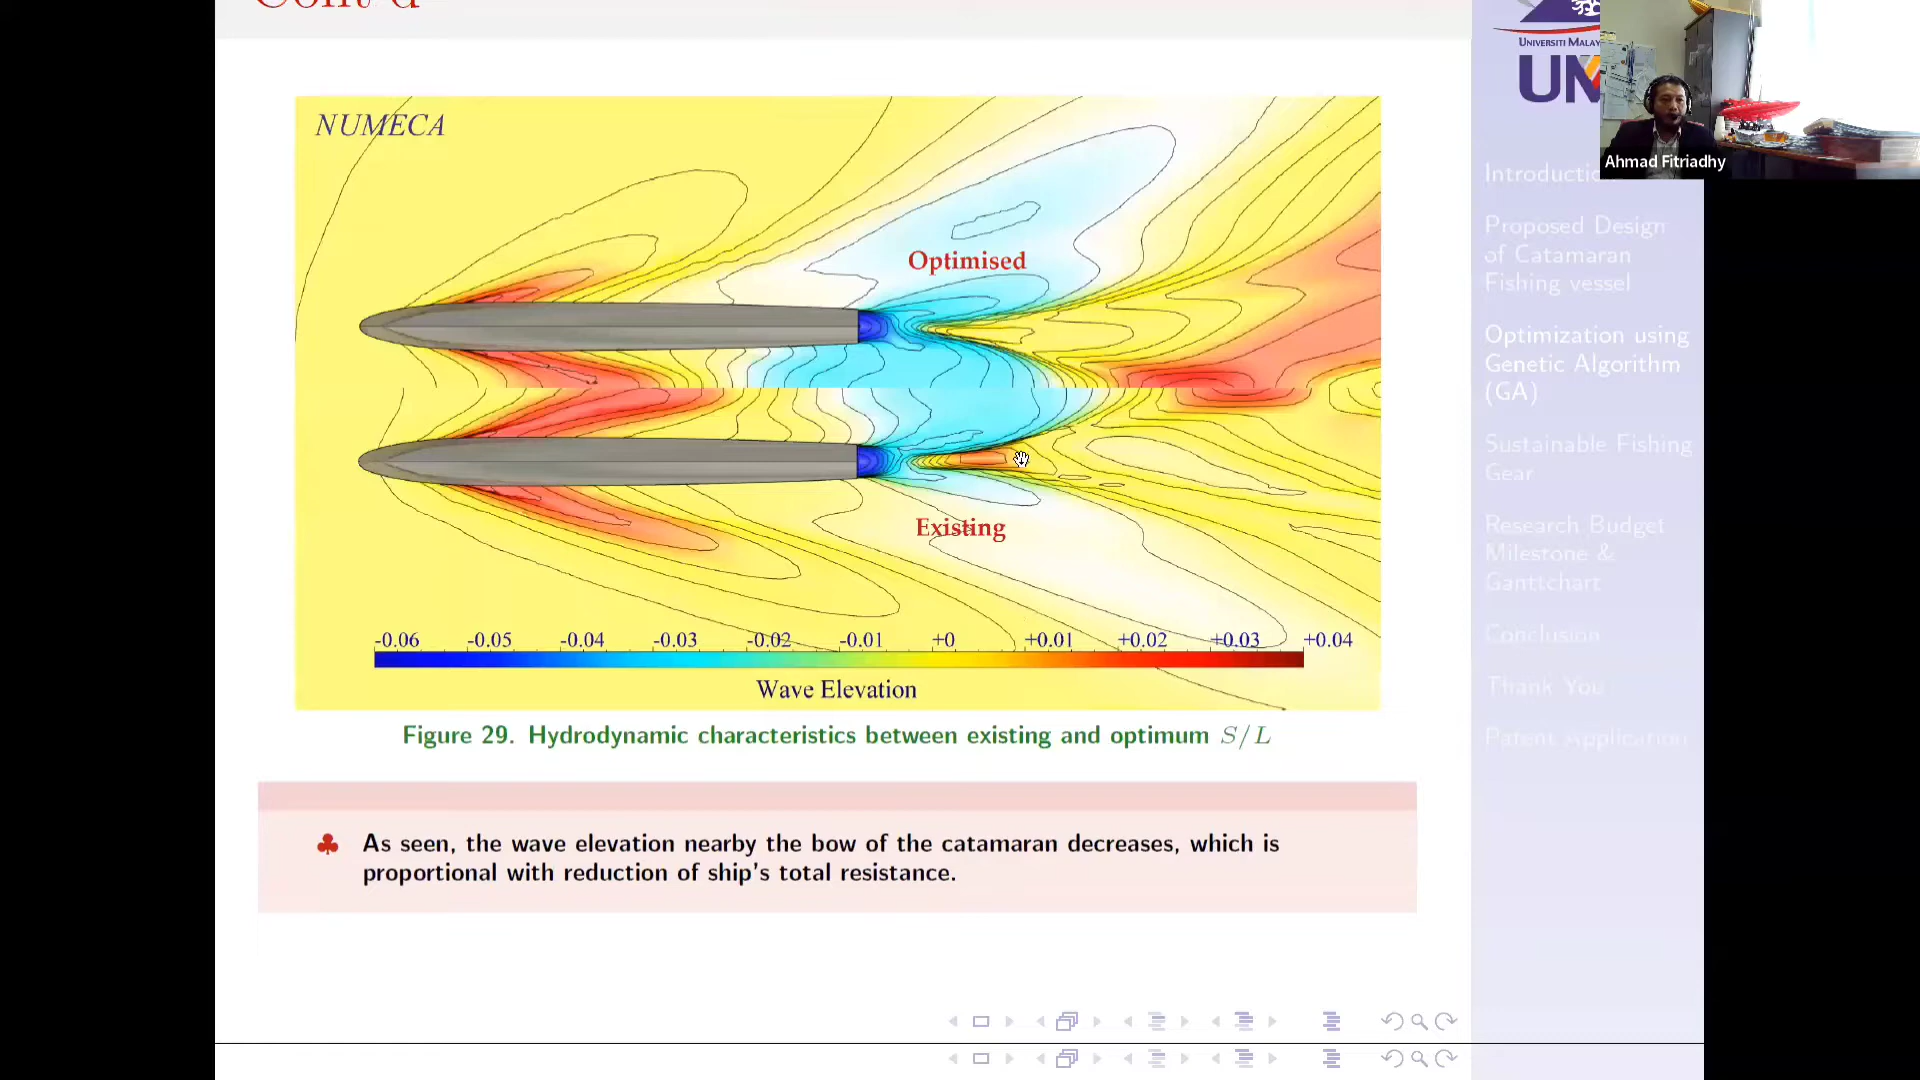 Cont'd
NUMECA
Optimised
Existing
-0.06 -0.05 -0.04 -0.03 -0.02 -0.01 +0 +0.01 +0.02 +0.03 +0.04
Wave Elevation
Figure 29. Hydrodynamic characteristics between existing and optimum S/L
♣ As seen, the wave elevation nearby the bow of the catamaran decreases, which is
proportional with reduction of ship's total resistance.
UNIVERSITI MALAY
UM
Ahmad Fitriadhy
Introductio
Proposed Design
of Catamaran
Fishing vessel
Optimization using
Genetic Algorithm
(GA)
Sustainable Fishing
Gear
Research Budget
Milestone &
Ganttchart
Conclusion
Thank You
Patent Application